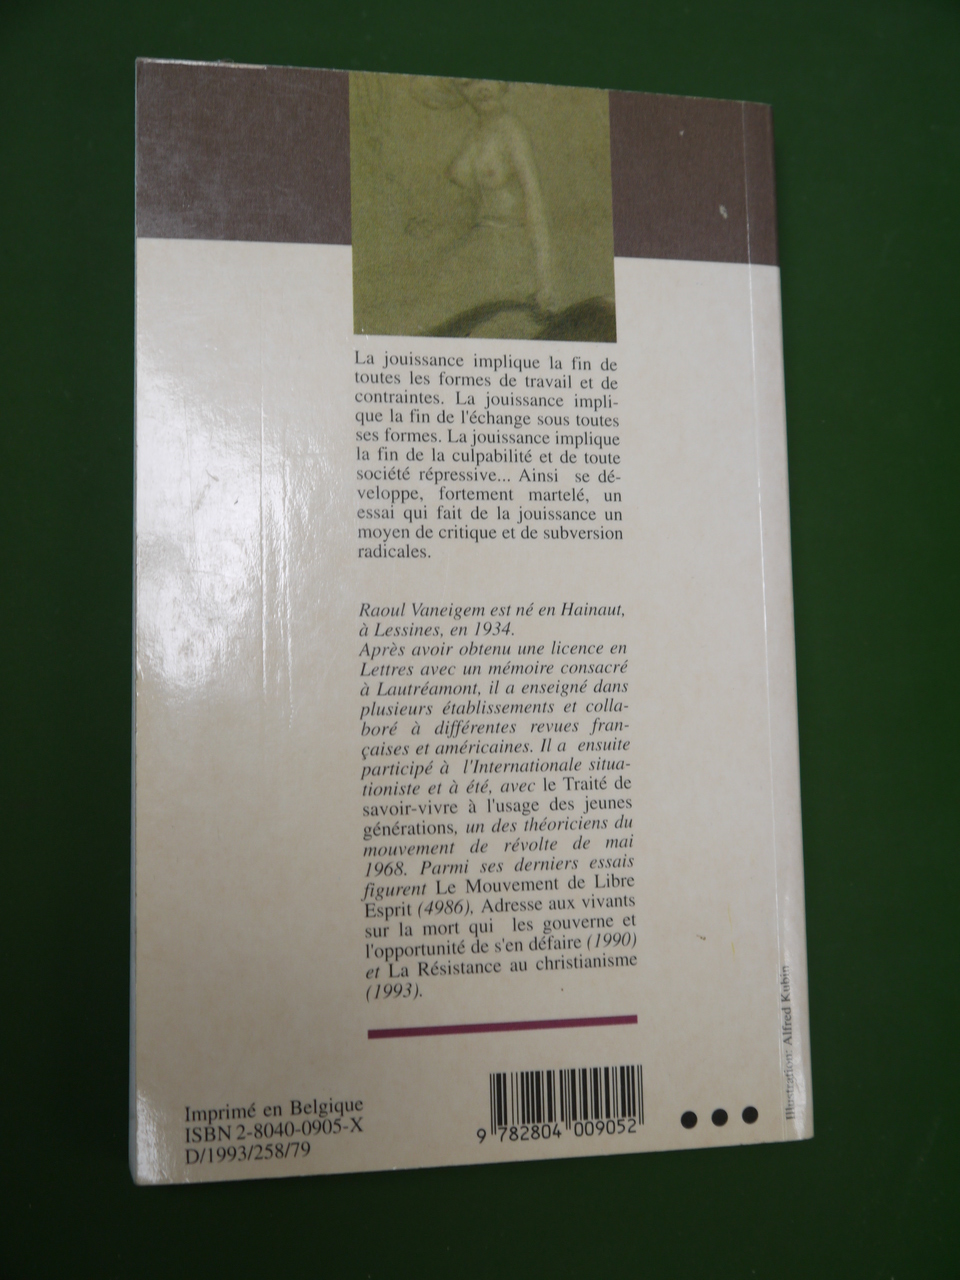 La jouissance implique la fin de
toutes les formes de travail et de
contraintes. La jouissance impli-
que la fin de l'échange sous toutes
ses formes. La jouissance implique
la fin de la culpabilité et de toute
société répressive... Ainsi se dé-
veloppe, fortement martelé, un
essai qui fait de la jouissance un
moyen de critique et de subversion
radicales.
Raoul Vaneigem est né en Hainaut,
à Lessines, en 1934.
Après avoir obtenu une licence en
Lettres avec un mémoire consacré
à Lautréamont, il a enseigné dans
plusieurs établissements et colla-
boré à différentes revues fran-
çaises et américaines. Il a ensuite
participé à l'Internationale situa-
tioniste et à été, avec le Traité de
savoir-vivre à l'usage des jeunes
générations, un des théoriciens du
mouvement de révolte de mai
1968. Parmi ses derniers essais
figurent Le Mouvement de Libre
Esprit (4986), Adresse aux vivants
sur la mort qui les gouverne et
l'opportunité de s'en défaire (1990)
et La Résistance au christianisme
(1993).
Illustration: Alfred Kubin
Imprimé en Belgique
ISBN 2-8040-0905-X
D/1993/258/79
9 782804 009052